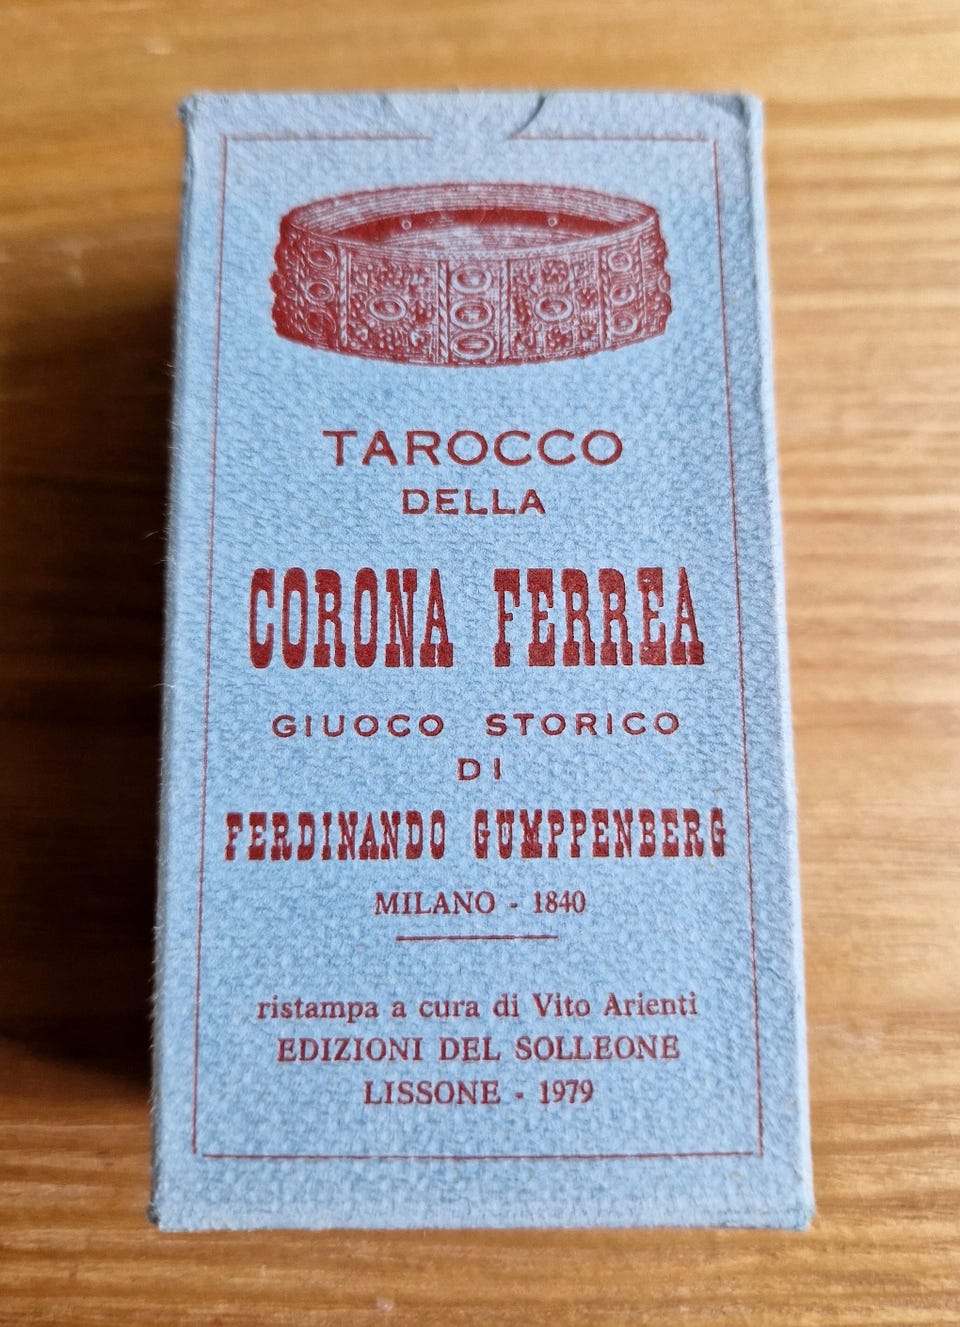 TAROCCO
DELLA
CORONA FERREA
GIUOCO STORICO
DI
FERDINANDO GUMPPENBERG
MILANO - 1840
ristampa a cura di Vito Arienti
EDIZIONI DEL SOLLEONE
LISSONE - 1979